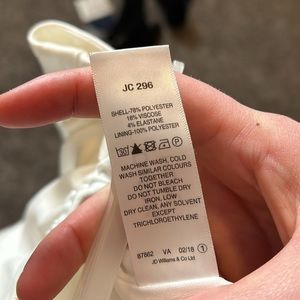 JC 296
SHELL-78% POLYESTER
18% VISCOSE
4% ELASTANE
LINING-100% POLYESTER
MACHINE WASH, COLD
WASH SIMILAR COLOURS
TOGETHER
DO NOT BLEACH
DO NOT TUMBLE DRY
IRON, LOW
DRY CLEAN, ANY SOLVENT
EXCEPT
TRICHLOROETHYLENE
87862 VA 02/18 1
JD Williams & Co Ltd